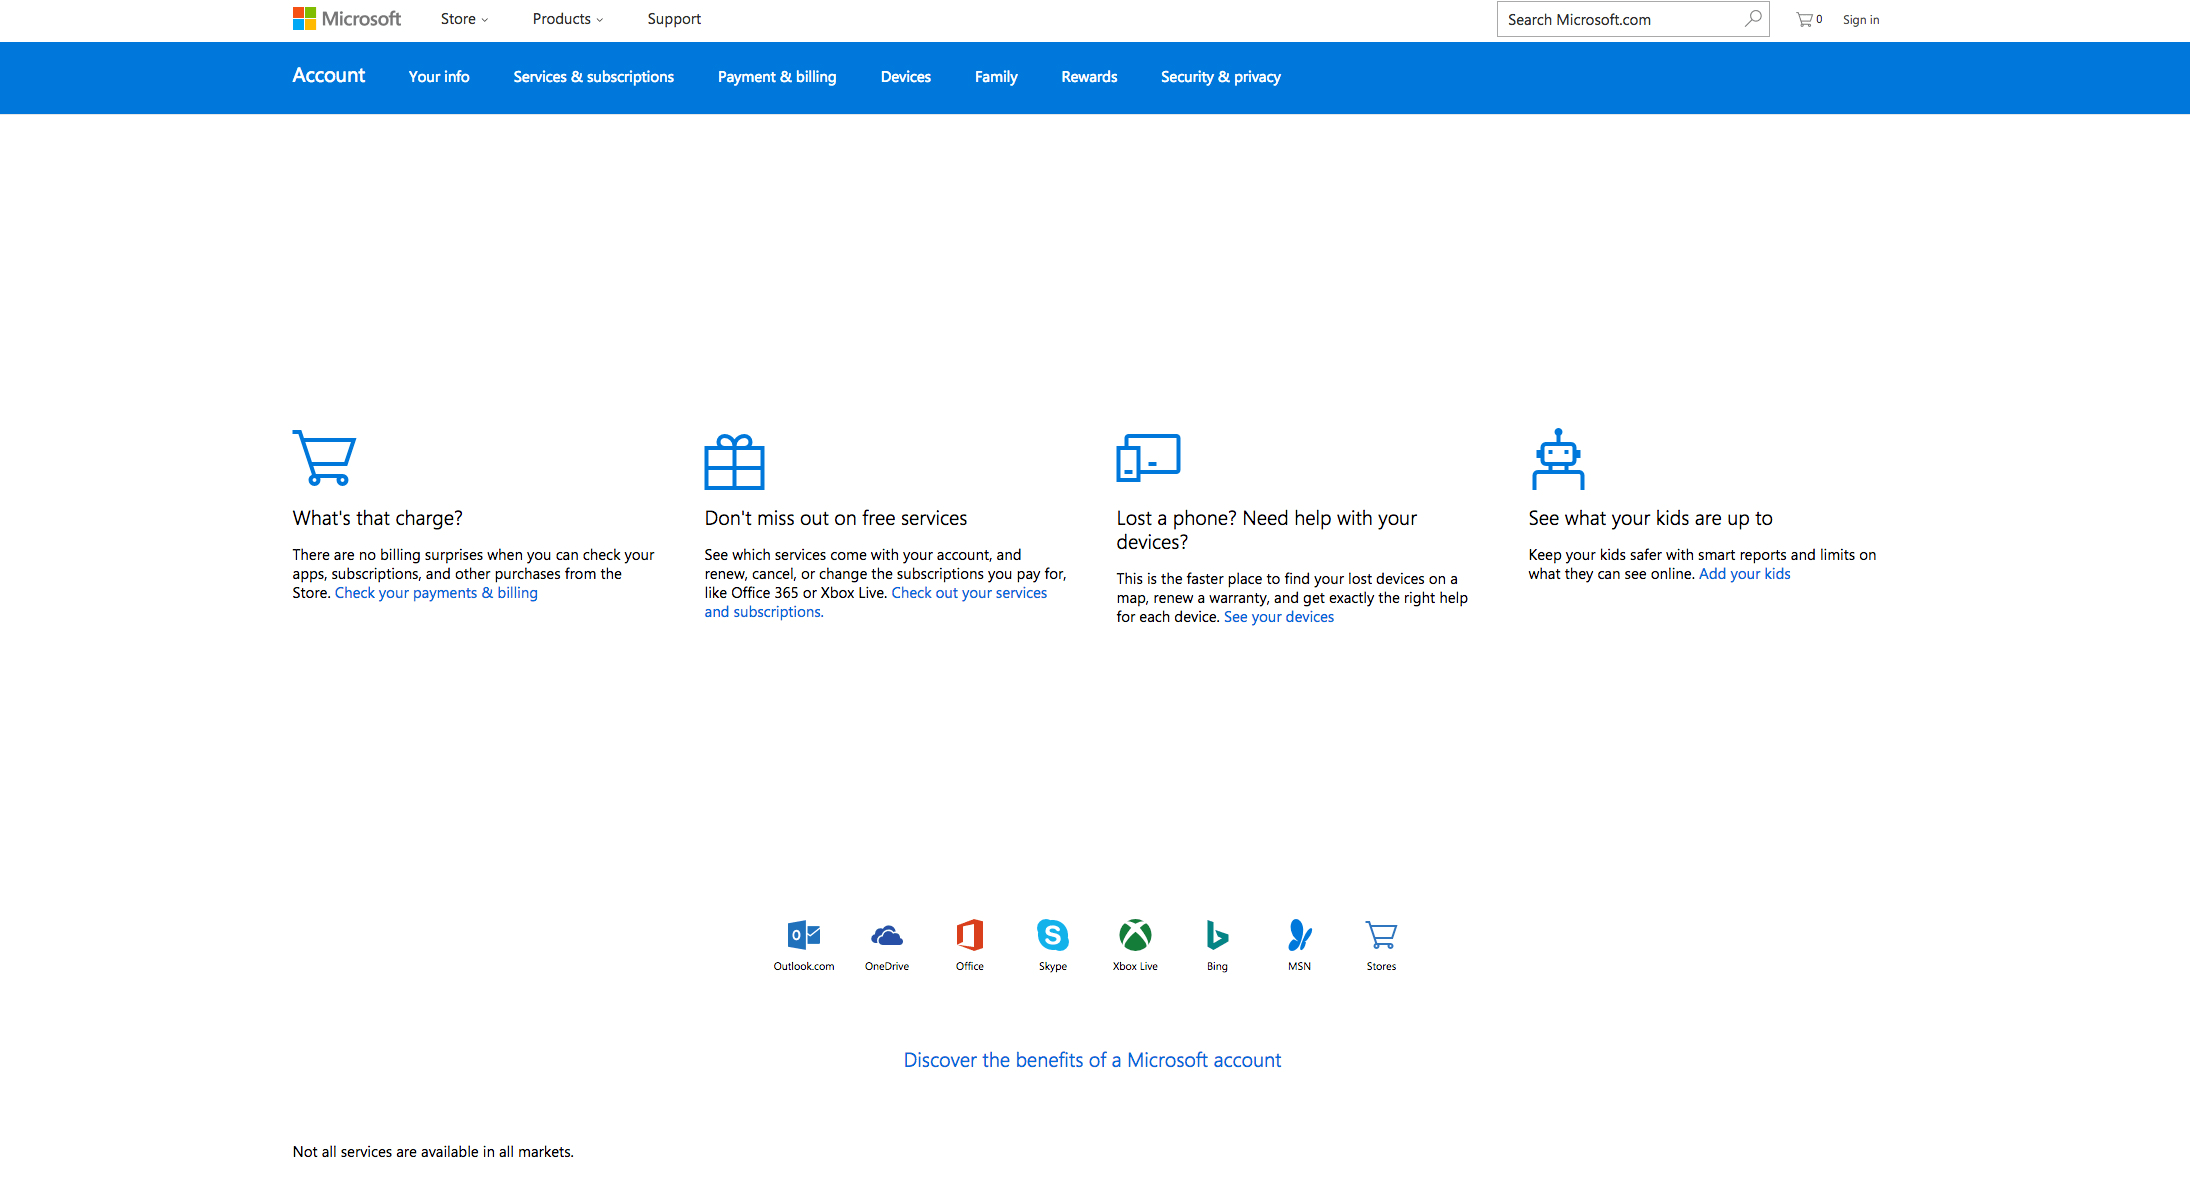 Microsoft Store Products Support Search Microsoft.com 0 Sign in
Account Your info Services & subscriptions Payment & billing Devices Family Rewards Security & privacy
What's that charge?
There are no billing surprises when you can check your
apps, subscriptions, and other purchases from the
Store. Check your payments & billing
Don't miss out on free services
See which services come with your account, and
renew, cancel, or change the subscriptions you pay for,
like Office 365 or Xbox Live. Check out your services
and subscriptions.
Lost a phone? Need help with your
devices?
This is the faster place to find your lost devices on a
map, renew a warranty, and get exactly the right help
for each device. See your devices
See what your kids are up to
Keep your kids safer with smart reports and limits on
what they can see online. Add your kids
Outlook.com OneDrive Office Skype Xbox Live Bing MSN Stores
Discover the benefits of a Microsoft account
Not all services are available in all markets.